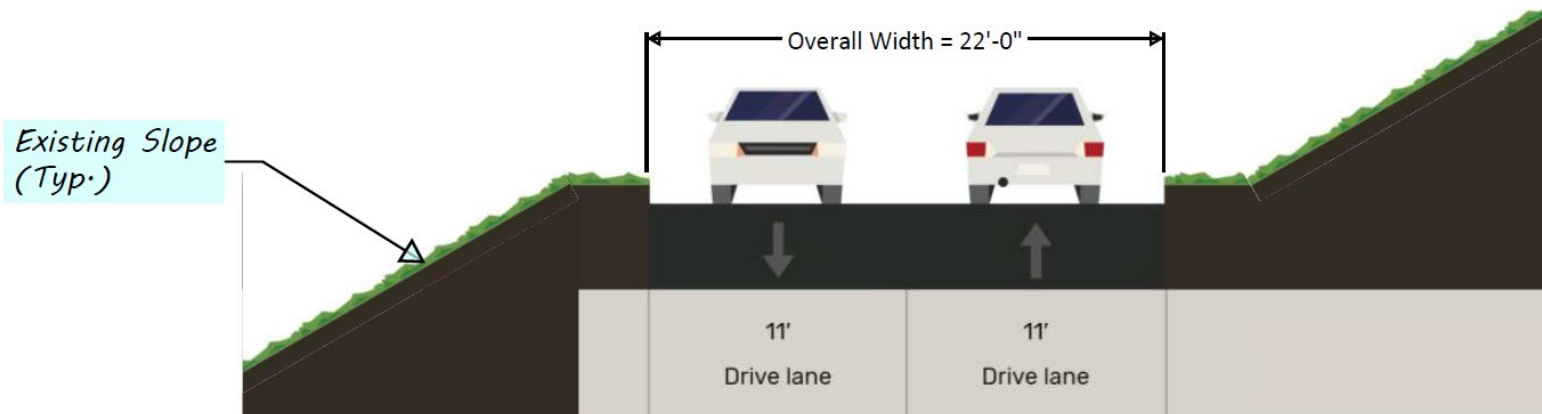 Overall Width = 22'-0"
Existing Slope
(Typ.)
11'
Drive lane
11'
Drive lane